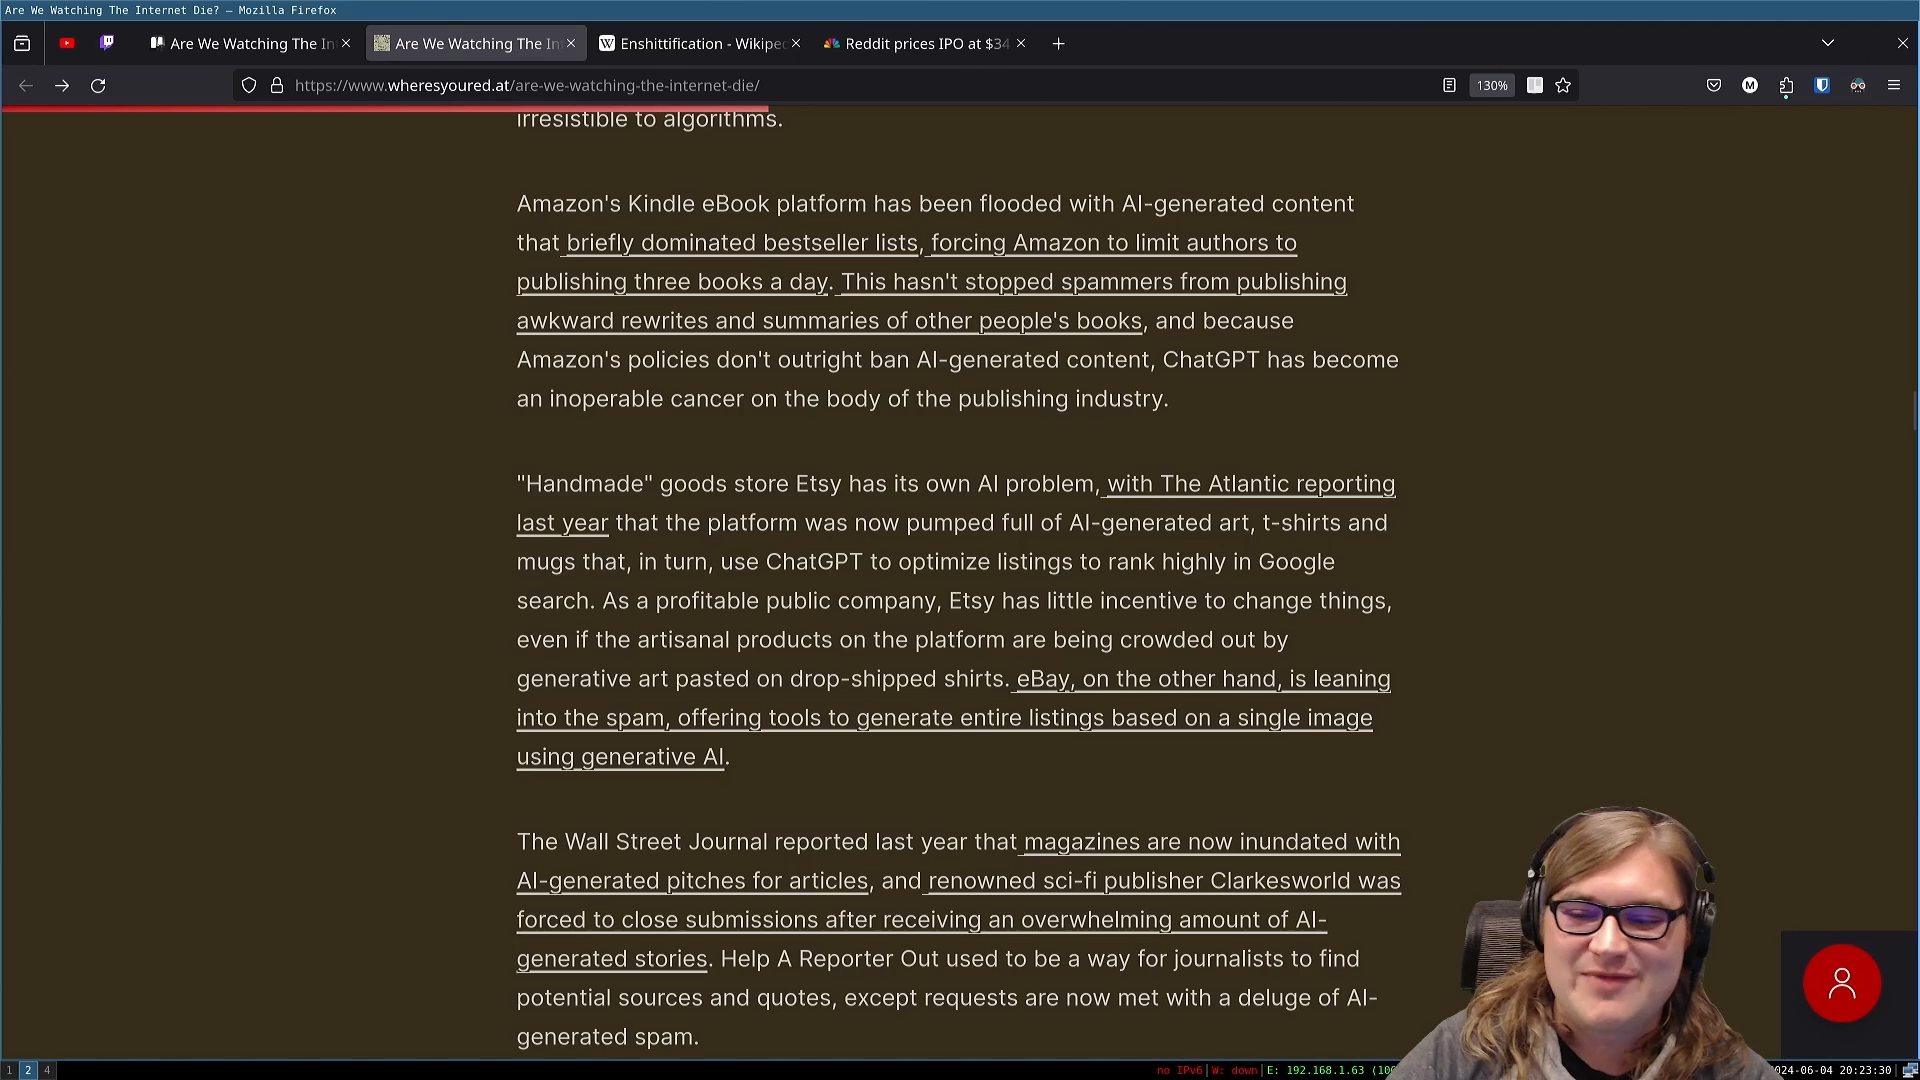 Are We Watching The Internet Die? — Mozilla Firefox
Are We Watching The In
Are We Watching The In
Enshittification - Wikipe
Reddit prices IPO at $34
https://www.wheresyoured.at/are-we-watching-the-internet-die/
130%
M
irresistible to algorithms.
Amazon's Kindle eBook platform has been flooded with AI-generated content
that briefly dominated bestseller lists, forcing Amazon to limit authors to
publishing three books a day. This hasn't stopped spammers from publishing
awkward rewrites and summaries of other people's books, and because
Amazon's policies don't outright ban AI-generated content, ChatGPT has become
an inoperable cancer on the body of the publishing industry.
"Handmade" goods store Etsy has its own AI problem, with The Atlantic reporting
last year that the platform was now pumped full of AI-generated art, t-shirts and
mugs that, in turn, use ChatGPT to optimize listings to rank highly in Google
search. As a profitable public company, Etsy has little incentive to change things,
even if the artisanal products on the platform are being crowded out by
generative art pasted on drop-shipped shirts. eBay, on the other hand, is leaning
into the spam, offering tools to generate entire listings based on a single image
using generative AI.
The Wall Street Journal reported last year that magazines are now inundated with
AI-generated pitches for articles, and renowned sci-fi publisher Clarkesworld was
forced to close submissions after receiving an overwhelming amount of AI-
generated stories. Help A Reporter Out used to be a way for journalists to find
potential sources and quotes, except requests are now met with a deluge of AI-
generated spam.
1 2 4
no IPv6|W: down|E: 192.168.1.63 (10
024-06-04 20:23:30